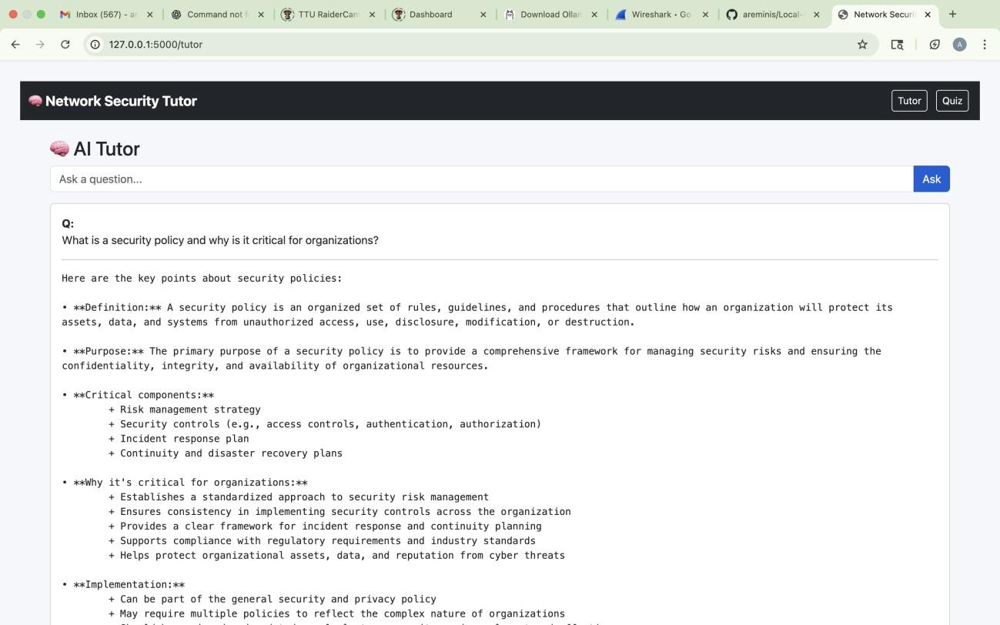 Inbox (567) - ar
Command not f
TTU RaiderCan
Dashboard
Download Ollan
Wireshark • Go
areminis/Local-
Network Securi
127.0.0.1:5000/tutor
A
Network Security Tutor
Tutor
Quiz
AI Tutor
Ask a question...
Ask
Q:
What is a security policy and why is it critical for organizations?
Here are the key points about security policies:
• **Definition:** A security policy is an organized set of rules, guidelines, and procedures that outline how an organization will protect its
assets, data, and systems from unauthorized access, use, disclosure, modification, or destruction.
• **Purpose:** The primary purpose of a security policy is to provide a comprehensive framework for managing security risks and ensuring the
confidentiality, integrity, and availability of organizational resources.
• **Critical components:**
+ Risk management strategy
+ Security controls (e.g., access controls, authentication, authorization)
+ Incident response plan
+ Continuity and disaster recovery plans
• **Why it's critical for organizations:**
+ Establishes a standardized approach to security risk management
+ Ensures consistency in implementing security controls across the organization
+ Provides a clear framework for incident response and continuity planning
+ Supports compliance with regulatory requirements and industry standards
+ Helps protect organizational assets, data, and reputation from cyber threats
• **Implementation:**
+ Can be part of the general security and privacy policy
+ May require multiple policies to reflect the complex nature of organizations